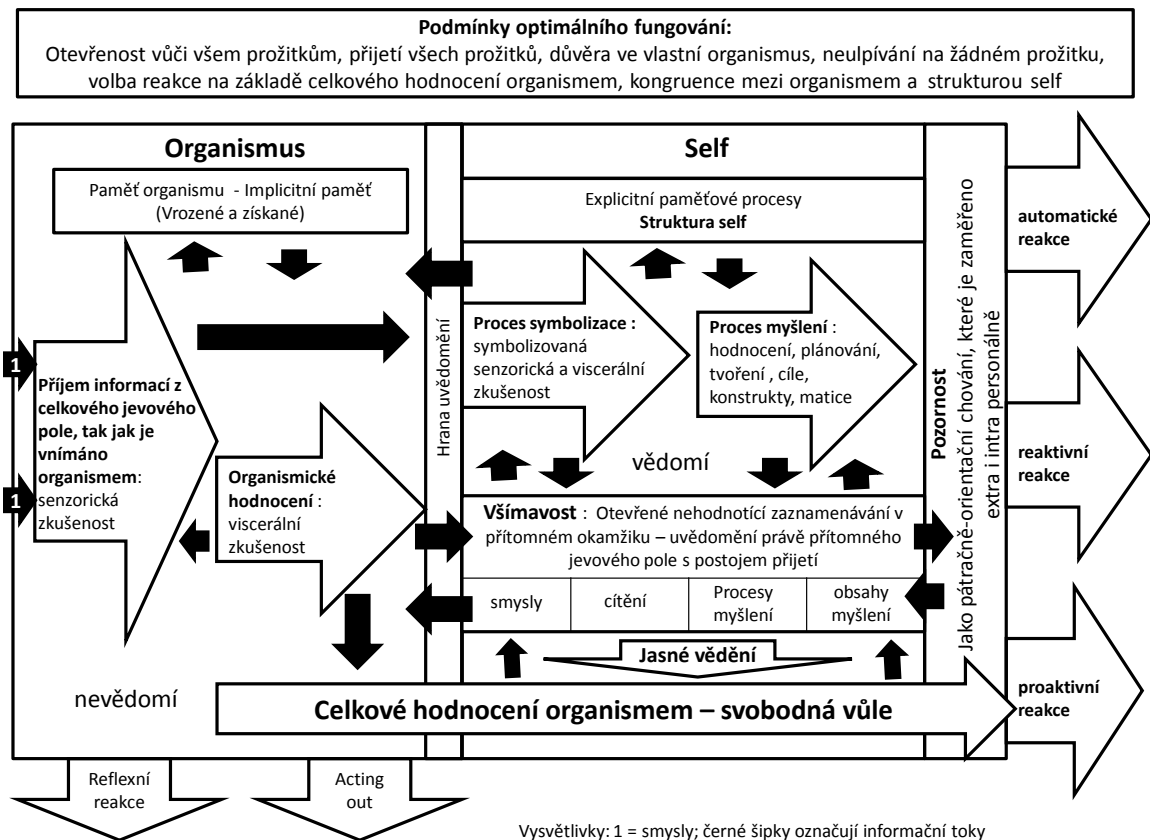 Podmínky optimálního fungování:
Otevřenost vůči všem prožitkům, přijetí všech prožitků, důvěra ve vlastní organismus, neulpívání na žádném prožitku,
volba reakce na základě celkového hodnocení organismem, kongruence mezi organismem a strukturou self
Organismus
Paměť organismu - Implicitní paměť
(Vrozené a získané)
1
1
Příjem informací z
celkového jevového
pole, tak jak je
vnímáno
organismem:
senzorická
zkušenost
Organismické
hodnocení :
viscerální
zkušenost
nevědomí
Hrana uvědomění
Self
Explicitní paměťové procesy
Struktura self
Proces symbolizace :
symbolizovaná
senzorická a viscerální
zkušenost
Proces myšlení :
hodnocení, plánování,
tvoření , cíle,
konstrukty, matice
vědomí
Všímavost : Otevřené nehodnotící zaznamenávání v
přítomném okamžiku – uvědomění právě přítomného
jevového pole s postojem přijetí
smysly
cítění
Procesy
myšlení
obsahy
myšlení
Jasné vědění
Celkové hodnocení organismem – svobodná vůle
Pozornost
Jako pátračně-orientační chování, které je zaměřeno
extra i intra personálně
automatické
reakce
reaktivní
reakce
proaktivní
reakce
Reflexní
reakce
Acting
out
Vysvětlivky: 1 = smysly; černé šipky označují informační toky